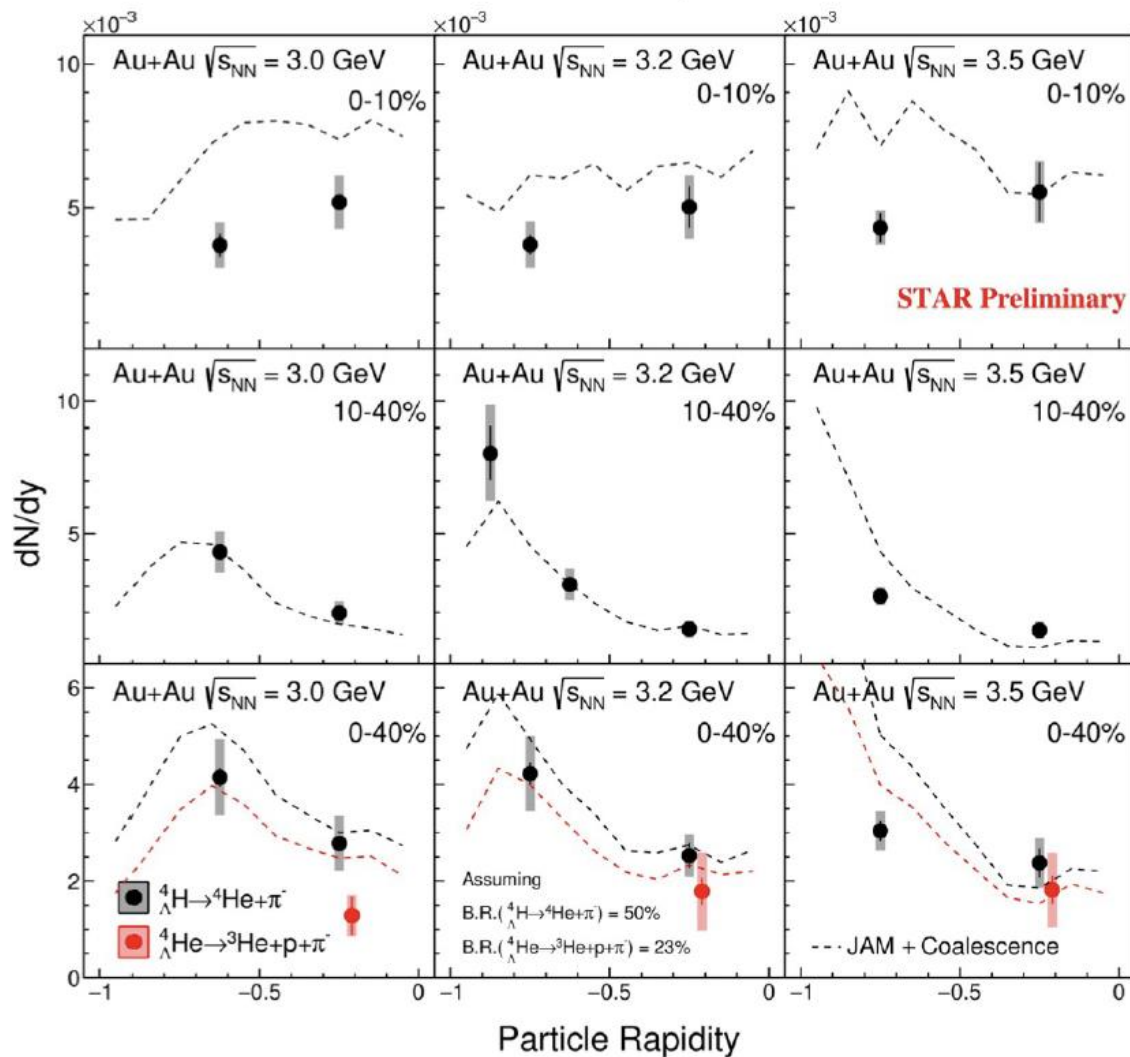 ×10⁻³ ×10⁻³ ×10⁻³
Au+Au √sNN = 3.0 GeV
0-10%
Au+Au √sNN = 3.2 GeV
0-10%
Au+Au √sNN = 3.5 GeV
0-10%
STAR Preliminary
10
5
Au+Au √sNN = 3.0 GeV
10-40%
Au+Au √sNN = 3.2 GeV
10-40%
Au+Au √sNN = 3.5 GeV
10-40%
10
5
dN/dy
Au+Au √sNN = 3.0 GeV
0-40%
⁴ΛH→⁴He+π⁻
⁴ΛHe→³He+p+π⁻
Au+Au √sNN = 3.2 GeV
0-40%
Assuming
B.R.(⁴ΛH→⁴He+π⁻) = 50%
B.R.(⁴ΛHe→³He+p+π⁻) = 23%
Au+Au √sNN = 3.5 GeV
0-40%
JAM + Coalescence
6
4
2
0
−1 −0.5 0 −1 −0.5 0 −1 −0.5 0
Particle Rapidity